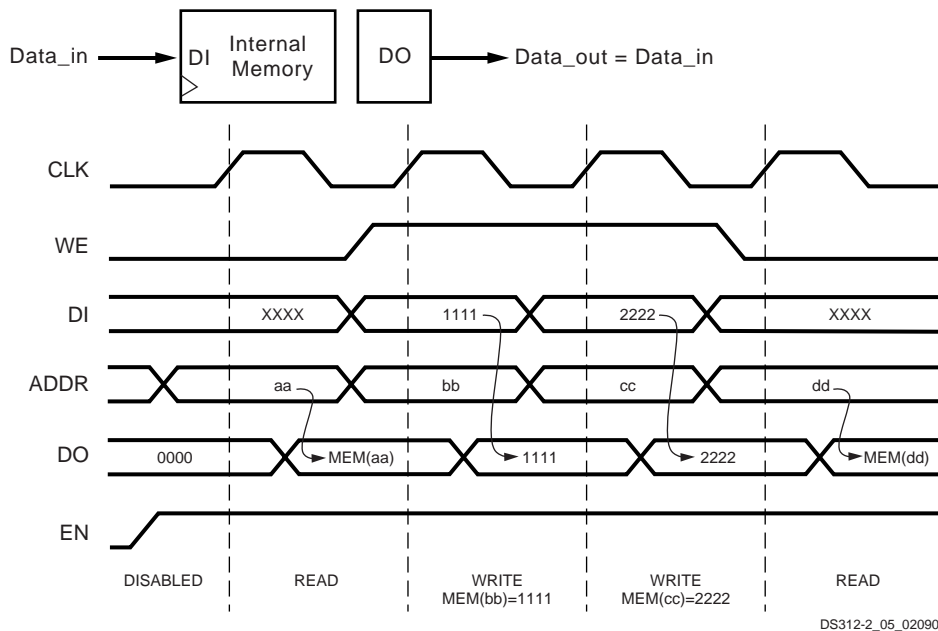 Data_in
DI
Internal
Memory
DO
Data_out = Data_in
CLK
WE
DI XXXX 1111 2222 XXXX
ADDR aa bb cc dd
DO 0000 MEM(aa) 1111 2222 MEM(dd)
EN
DISABLED READ WRITE WRITE READ
MEM(bb)=1111 MEM(cc)=2222
DS312-2_05_02090